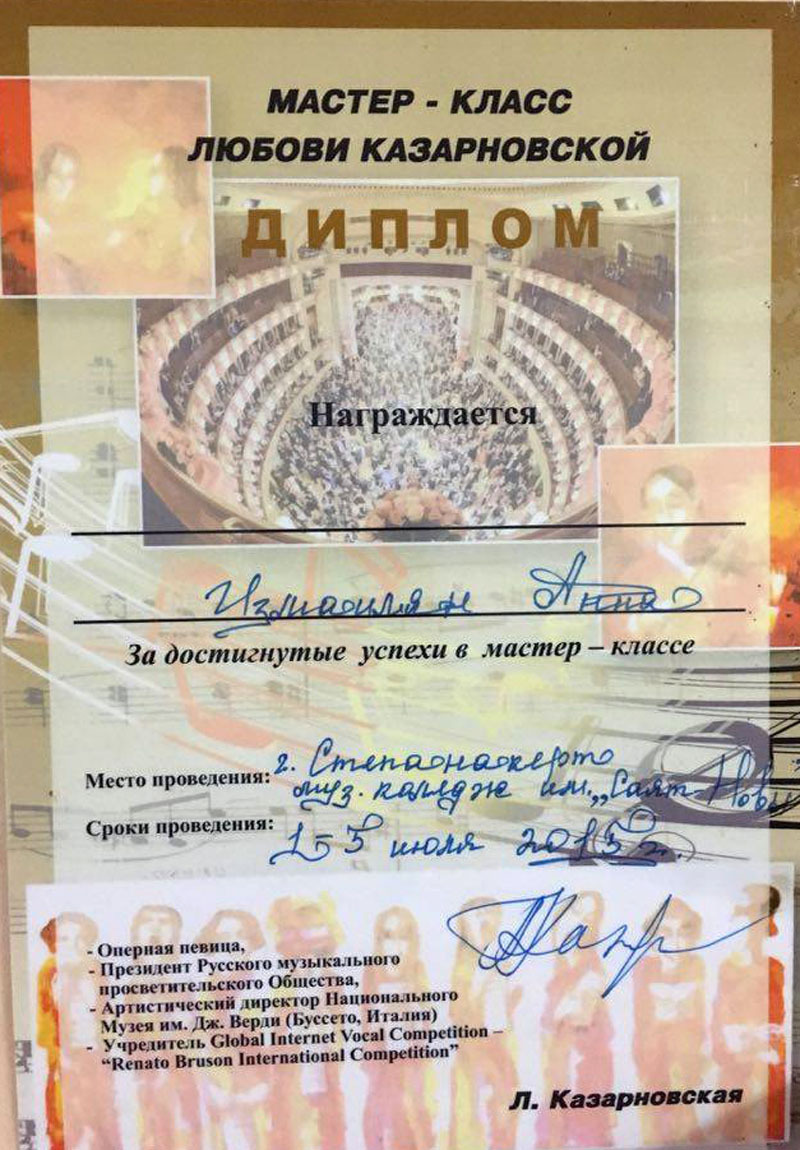 МАСТЕР - КЛАСС
ЛЮБОВИ КАЗАРНОВСКОЙ
ДИПЛОМ
Награждается
Измаилян Анна
За достигнутые успехи в мастер – классе
Место проведения: г. Степанакерт
муз. каледж им. „Саят-Нова
Сроки проведения: 1-5 июля 2015 г.
- Оперная певица,
- Президент Русского музыкального
просветительского Общества,
- Артистический директор Национального
Музея им. Дж. Верди (Буссето, Италия)
- Учредитель Global Internet Vocal Competition –
“Renato Bruson International Competition”
Л. Казарновская